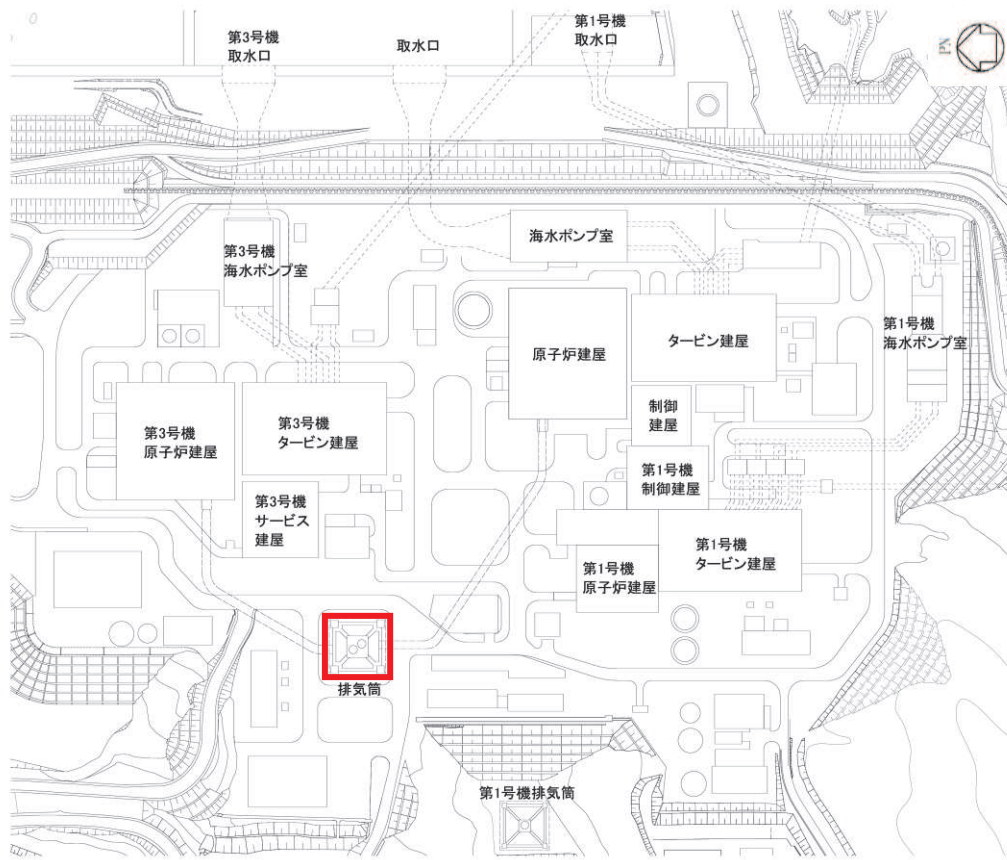 第3号機
取水口
取水口
第1号機
取水口
PN
第3号機
海水ポンプ室
海水ポンプ室
第1号機
海水ポンプ室
原子炉建屋
タービン建屋
制御
建屋
第3号機
原子炉建屋
第3号機
タービン建屋
第1号機
制御建屋
第3号機
サービス
建屋
第1号機
原子炉建屋
第1号機
タービン建屋
排気筒
第1号機排気筒